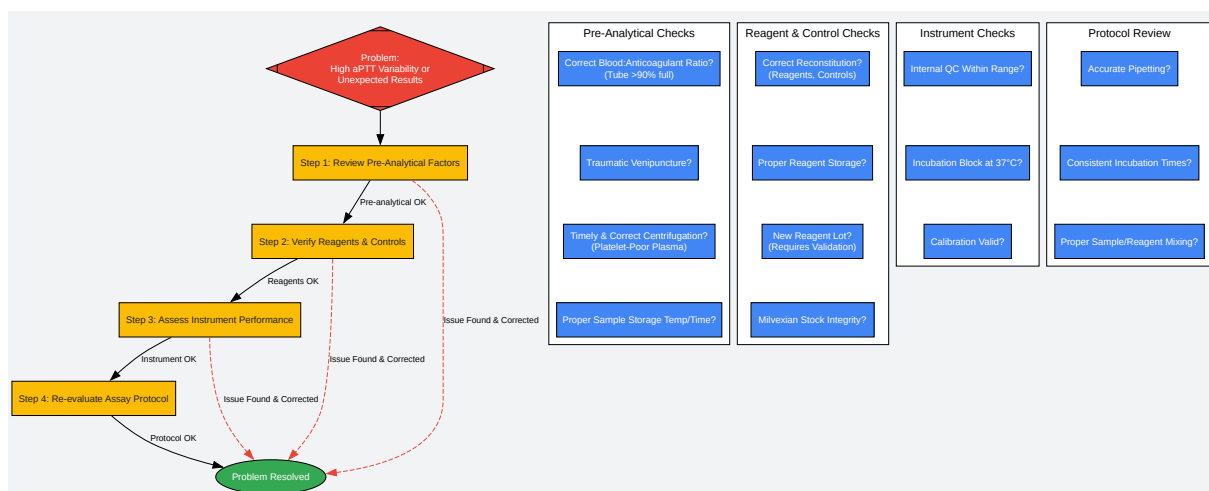 Problem:
High aPTT Variability or
Unexpected Results
Step 1: Review Pre-Analytical Factors
Pre-analytical OK
Step 2: Verify Reagents & Controls
Reagents OK
Step 3: Assess Instrument Performance
Issue Found & Corrected
Instrument OK
Issue Found & Corrected
Step 4: Re-evaluate Assay Protocol
Issue Found & Corrected
Protocol OK
Problem Resolved
Pre-Analytical Checks
Correct Blood:Anticoagulant Ratio?
(Tube >90% full)
Traumatic Venipuncture?
Timely & Correct Centrifugation?
(Platelet-Poor Plasma)
Proper Sample Storage Temp/Time?
Reagent & Control Checks
Correct Reconstitution?
(Reagents, Controls)
Proper Reagent Storage?
New Reagent Lot?
(Requires Validation)
Milvexian Stock Integrity?
Instrument Checks
Internal QC Within Range?
Incubation Block at 37°C?
Calibration Valid?
Protocol Review
Accurate Pipetting?
Consistent Incubation Times?
Proper Sample/Reagent Mixing?